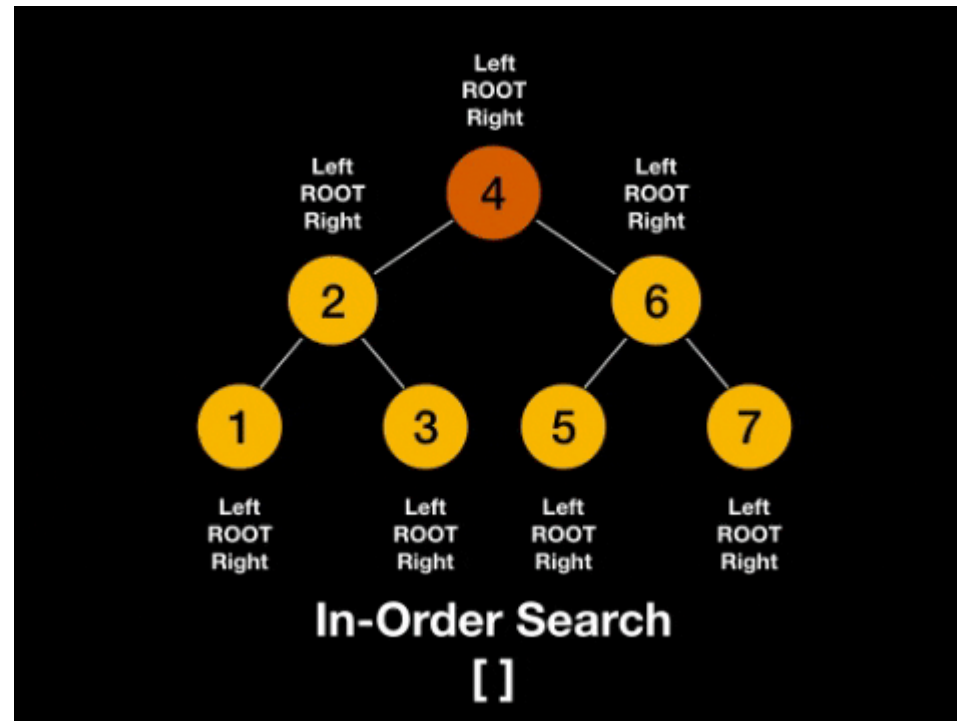 Left
ROOT
Right
4
Left
ROOT
Right
Left
ROOT
Right
2
6
1
3
5
7
Left
ROOT
Right
Left
ROOT
Right
Left
ROOT
Right
Left
ROOT
Right
In-Order Search
[ ]